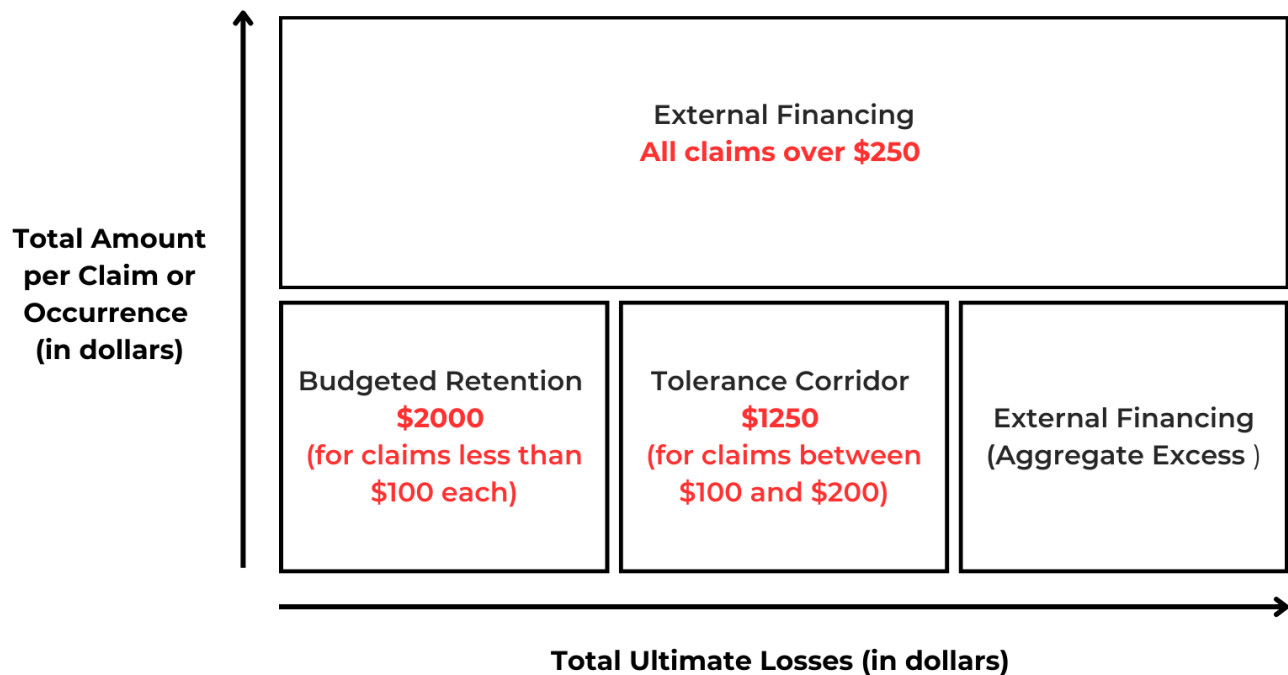 External Financing
All claims over $250
Total Amount
per Claim or
Occurrence
(in dollars)
Budgeted Retention
$2000
(for claims less than
$100 each)
Tolerance Corridor
$1250
(for claims between
$100 and $200)
External Financing
(Aggregate Excess )
Total Ultimate Losses (in dollars)